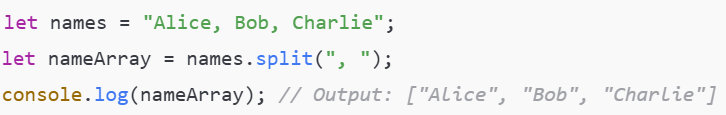 let names = "Alice, Bob, Charlie";
let nameArray = names.split(", ");
console.log(nameArray); // Output: ["Alice", "Bob", "Charlie"]